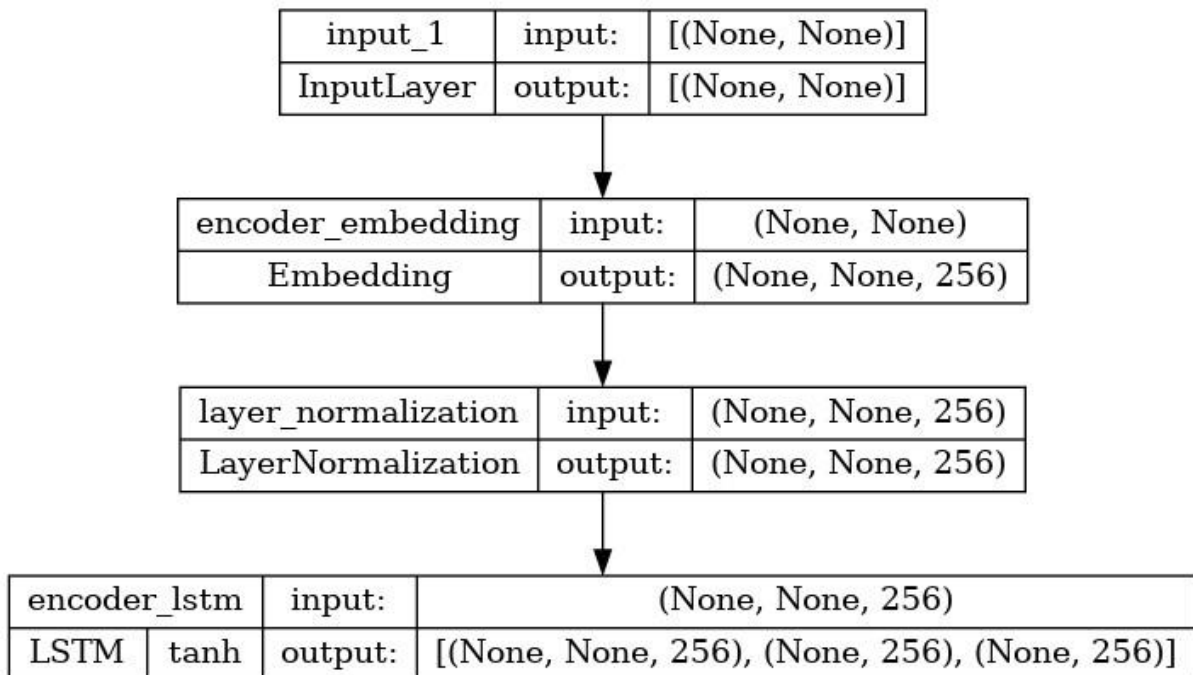 input_1 input: [(None, None)]
InputLayer output: [(None, None)]
encoder_embedding input: (None, None)
Embedding output: (None, None, 256)
layer_normalization input: (None, None, 256)
LayerNormalization output: (None, None, 256)
encoder_lstm input: (None, None, 256)
LSTM tanh output: [(None, None, 256), (None, 256), (None, 256)]